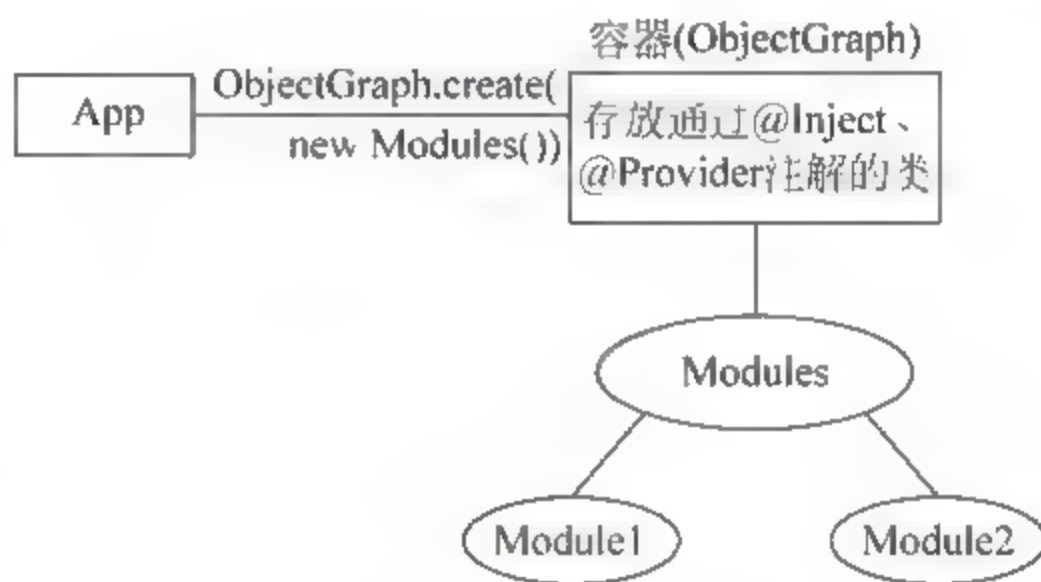 容器(ObjectGraph)
App
ObjectGraph.create(
new Modules())
存放通过@Inject、
@Provider注解的类
Modules
Module1
Module2